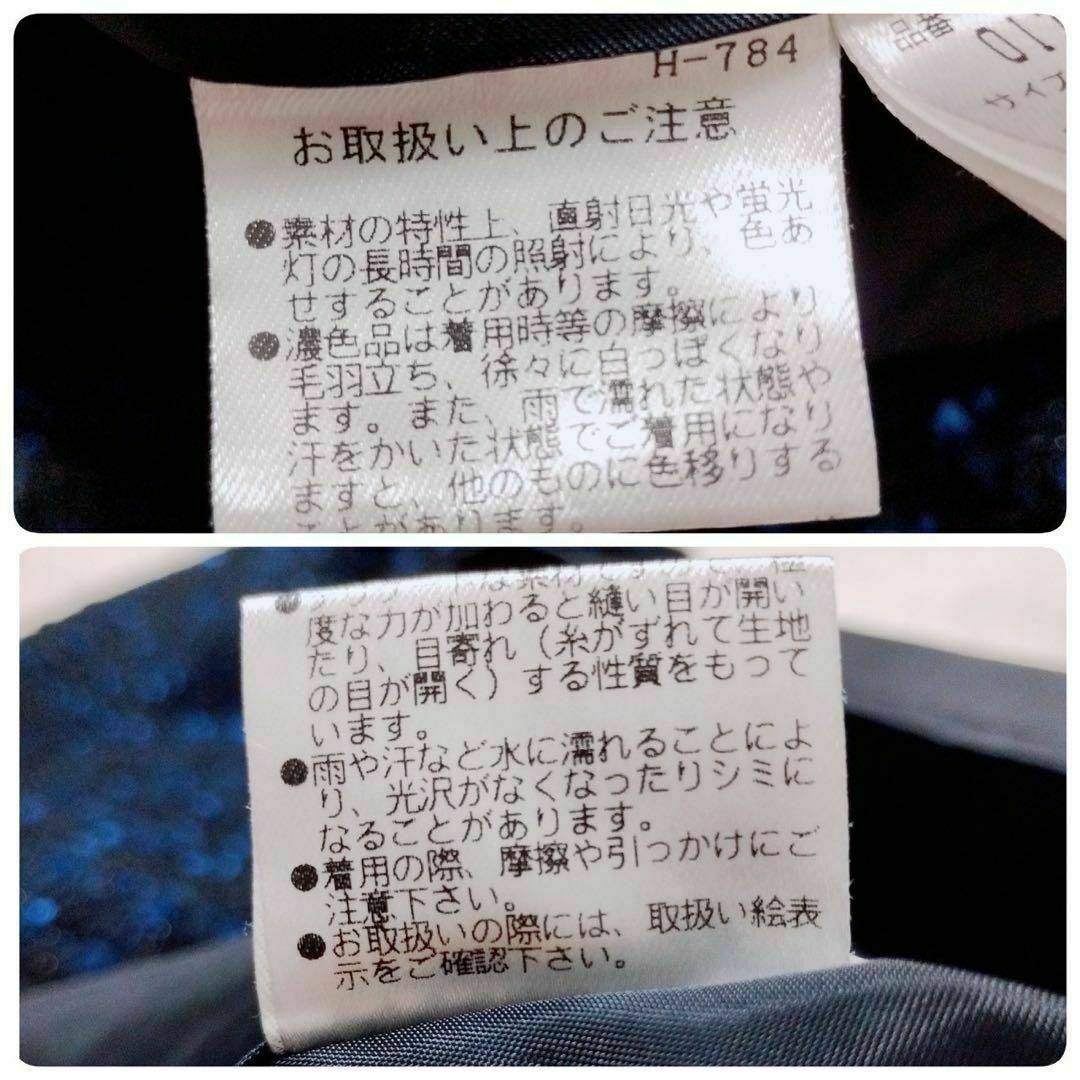 H-784
お取扱い上のご注意
●素材の特性上、直射日光や蛍光
灯の長時間の照射により、色あ
せすることがあります。
●濃色品は着用時等の摩擦により
毛羽立ち、徐々に白っぽくなり
ます。また、雨で濡れた状態や
汗をかいた状態でご着用になり
ますと、他のものに色移りする
ことがあります。
品番
011
サイズ
度な力が加わると縫い目が開い
たり、目寄れ（糸がずれて生地
の目が開く）する性質をもって
います。
●雨や汗など水に濡れることによ
り、光沢がなくなったりシミに
なることがあります。
●着用の際、摩擦や引っかけにご
注意下さい。
●お取扱いの際には、取扱い絵表
示をご確認下さい。